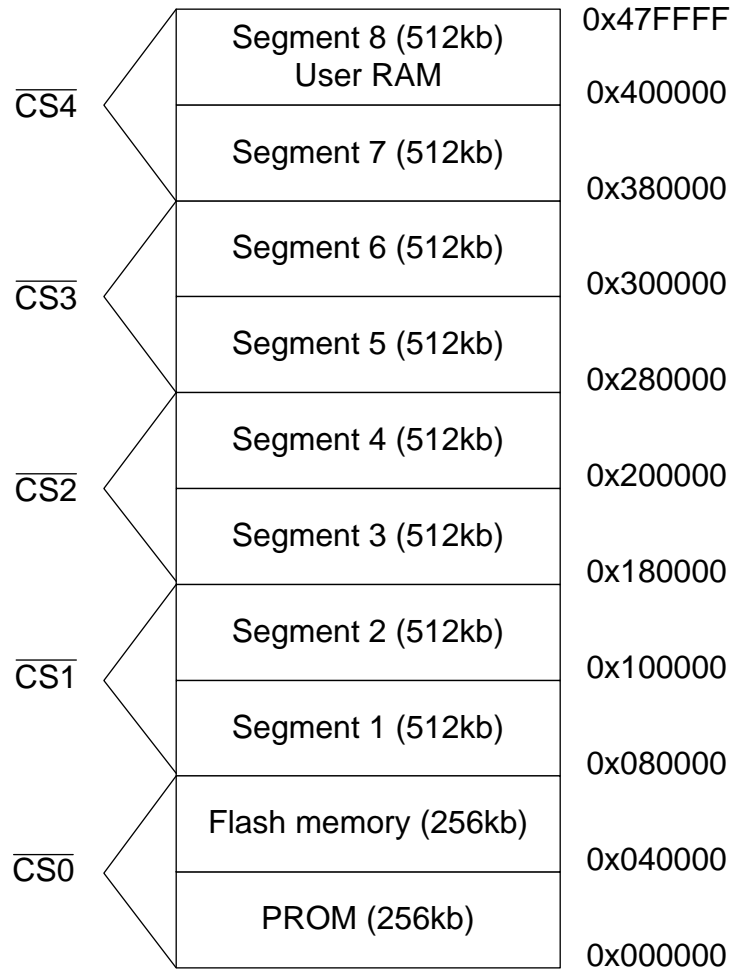 0x47FFFF
Segment 8 (512kb)
User RAM
CS4
0x400000
Segment 7 (512kb)
0x380000
Segment 6 (512kb)
CS3
0x300000
Segment 5 (512kb)
0x280000
Segment 4 (512kb)
CS2
0x200000
Segment 3 (512kb)
0x180000
Segment 2 (512kb)
CS1
0x100000
Segment 1 (512kb)
0x080000
Flash memory (256kb)
CS0
0x040000
PROM (256kb)
0x000000